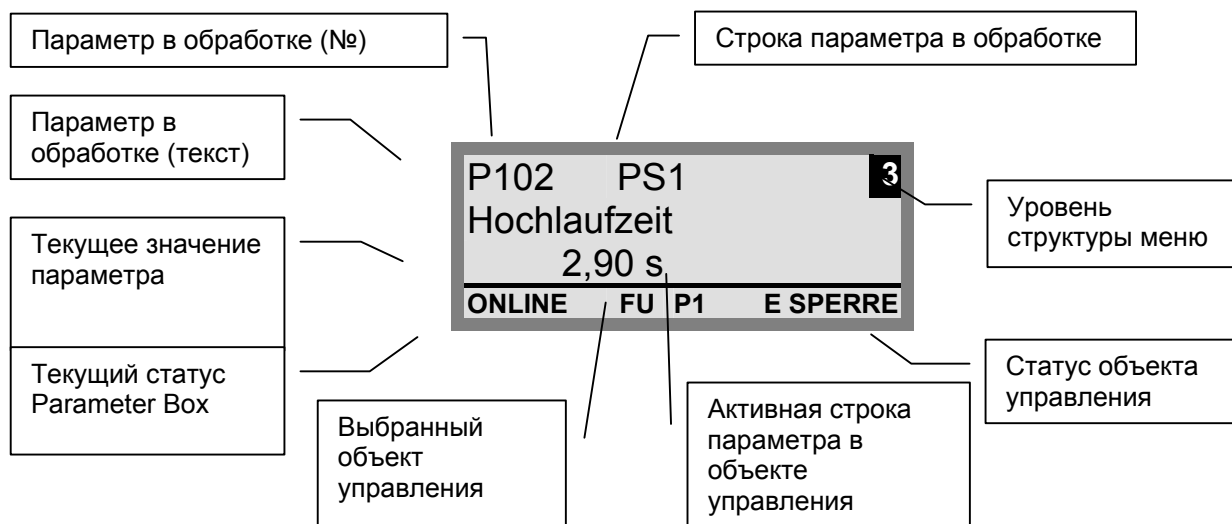 Параметр в обработке (№)
Строка параметра в обработке
Параметр в
обработке (текст)
P102 PS1 3
Hochlaufzeit
2,90 s
ONLINE FU P1 E SPERRE
Уровень
структуры меню
Текущее значение
параметра
Текущий статус
Parameter Box
Выбранный
объект
управления
Активная строка
параметра в
объекте
управления
Статус объекта
управления